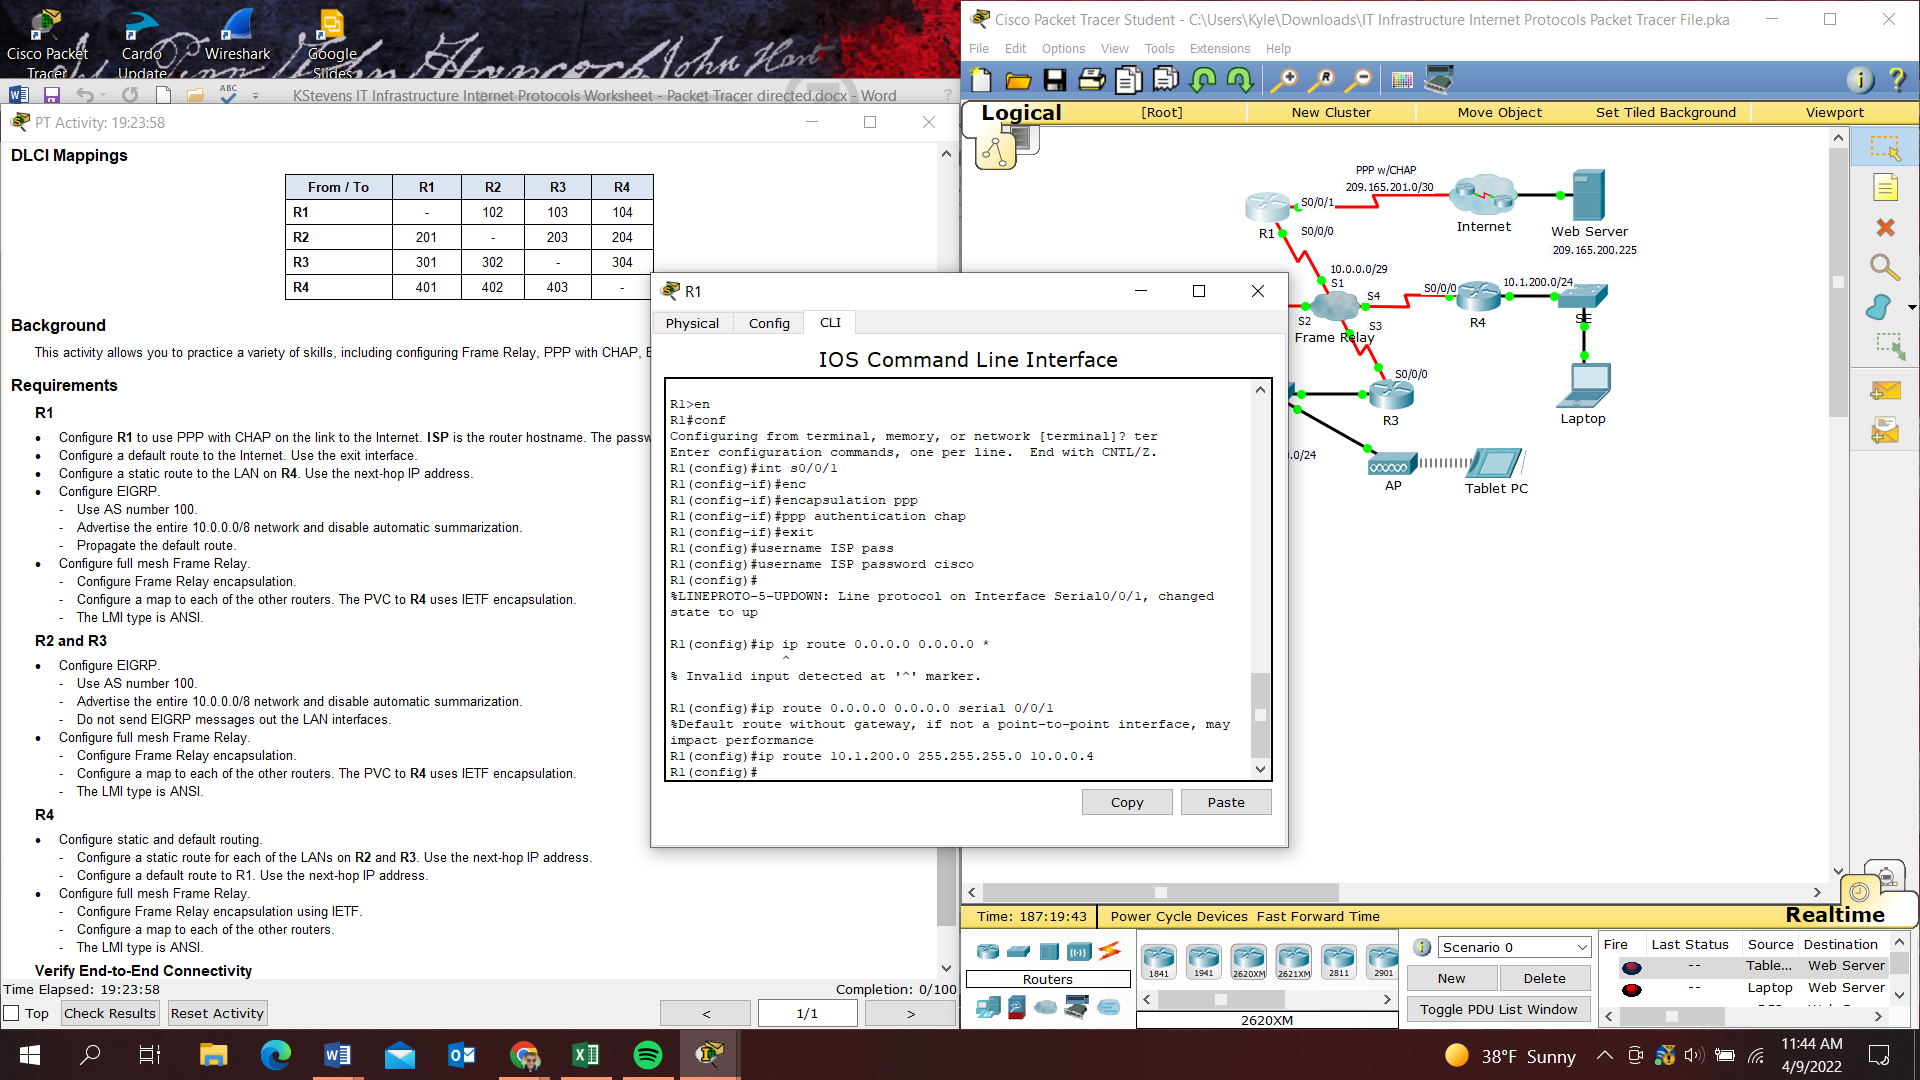 Cisco Packet
Tracer
Cardo
Update
Wireshark
Google
Slides
KStevens IT Infrastructure Internet Protocols Worksheet - Packet Tracer directed.docx - Word
PT Activity: 19:23:58
DLCI Mappings
From / To R1 R2 R3 R4
R1 - 102 103 104
R2 201 - 203 204
R3 301 302 - 304
R4 401 402 403 -
Background
This activity allows you to practice a variety of skills, including configuring Frame Relay, PPP with CHAP, E
Requirements
R1
• Configure R1 to use PPP with CHAP on the link to the Internet. ISP is the router hostname. The passw
• Configure a default route to the Internet. Use the exit interface.
• Configure a static route to the LAN on R4. Use the next-hop IP address.
• Configure EIGRP.
- Use AS number 100.
- Advertise the entire 10.0.0.0/8 network and disable automatic summarization.
- Propagate the default route.
• Configure full mesh Frame Relay.
- Configure Frame Relay encapsulation.
- Configure a map to each of the other routers. The PVC to R4 uses IETF encapsulation.
- The LMI type is ANSI.
R2 and R3
• Configure EIGRP.
- Use AS number 100.
- Advertise the entire 10.0.0.0/8 network and disable automatic summarization.
- Do not send EIGRP messages out the LAN interfaces.
• Configure full mesh Frame Relay.
- Configure Frame Relay encapsulation.
- Configure a map to each of the other routers. The PVC to R4 uses IETF encapsulation.
- The LMI type is ANSI.
R4
• Configure static and default routing.
- Configure a static route for each of the LANs on R2 and R3. Use the next-hop IP address.
- Configure a default route to R1. Use the next-hop IP address.
• Configure full mesh Frame Relay.
- Configure Frame Relay encapsulation using IETF.
- Configure a map to each of the other routers.
- The LMI type is ANSI.
Verify End-to-End Connectivity
Time Elapsed: 19:23:58 Completion: 0/100
Top Check Results Reset Activity < 1/1 >
R1
Physical Config CLI
IOS Command Line Interface
R1>en
R1#conf
Configuring from terminal, memory, or network [terminal]? ter
Enter configuration commands, one per line.  End with CNTL/Z.
R1(config)#int s0/0/1
R1(config-if)#enc
R1(config-if)#encapsulation ppp
R1(config-if)#ppp authentication chap
R1(config-if)#exit
R1(config)#username ISP pass
R1(config)#username ISP password cisco
R1(config)#
%LINEPROTO-5-UPDOWN: Line protocol on Interface Serial0/0/1, changed
state to up
R1(config)#ip ip route 0.0.0.0 0.0.0.0 *
^
% Invalid input detected at '^' marker.
R1(config)#ip route 0.0.0.0 0.0.0.0 serial 0/0/1
%Default route without gateway, if not a point-to-point interface, may
impact performance
R1(config)#ip route 10.1.200.0 255.255.255.0 10.0.0.4
R1(config)#
Copy Paste
Cisco Packet Tracer Student - C:\Users\Kyle\Downloads\IT Infrastructure Internet Protocols Packet Tracer File.pka
File Edit Options View Tools Extensions Help
Logical [Root] New Cluster Move Object Set Tiled Background Viewport
PPP w/CHAP
209.165.201.0/30
S0/0/1
R1
S0/0/0
Internet
Web Server
209.165.200.225
10.0.0.0/29
S1
S4
S2
S3
Frame Relay
S0/0/0
R4
10.1.200.0/24
SE
Laptop
S0/0/0
R3
.0/24
AP
Tablet PC
Time: 187:19:43 Power Cycle Devices Fast Forward Time
Realtime
Routers
1841 1941 2620XM 2621XM 2811 2901
2620XM
Scenario 0
New Delete
Toggle PDU List Window
Fire Last Status Source Destination
-- Table... Web Server
-- Laptop Web Server
38°F Sunny
11:44 AM
4/9/2022